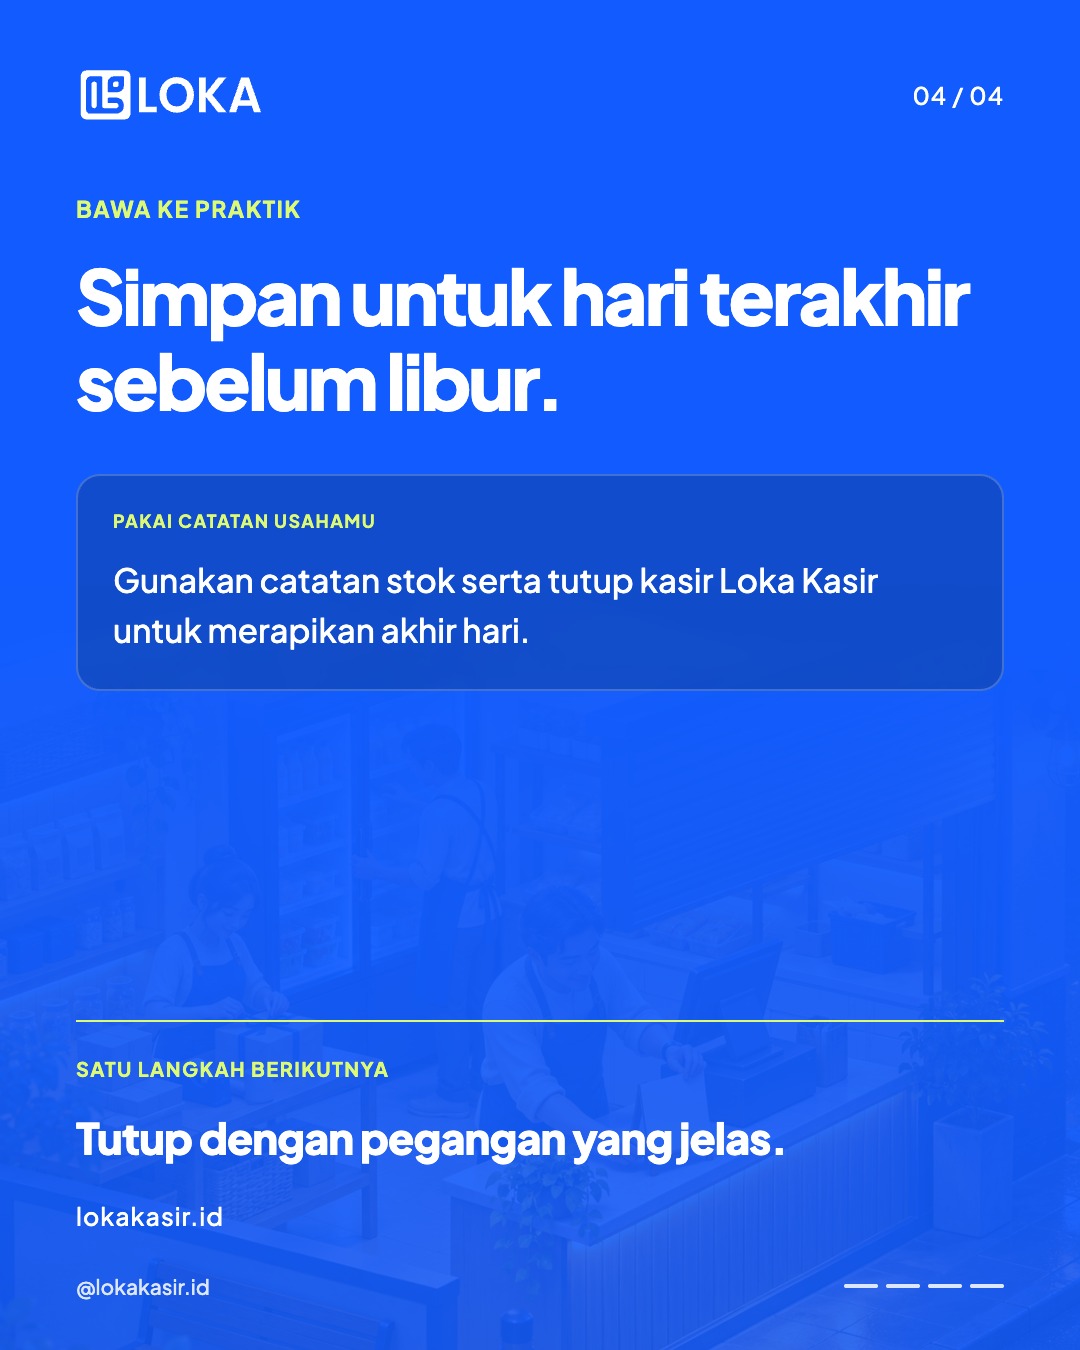 LOKA
04 / 04
BAWA KE PRAKTIK
Simpan untuk hari terakhir
sebelum libur.
PAKAI CATATAN USAHAMU
Gunakan catatan stok serta tutup kasir Loka Kasir
untuk merapikan akhir hari.
SATU LANGKAH BERIKUTNYA
Tutup dengan pegangan yang jelas.
lokakasir.id
@lokakasir.id